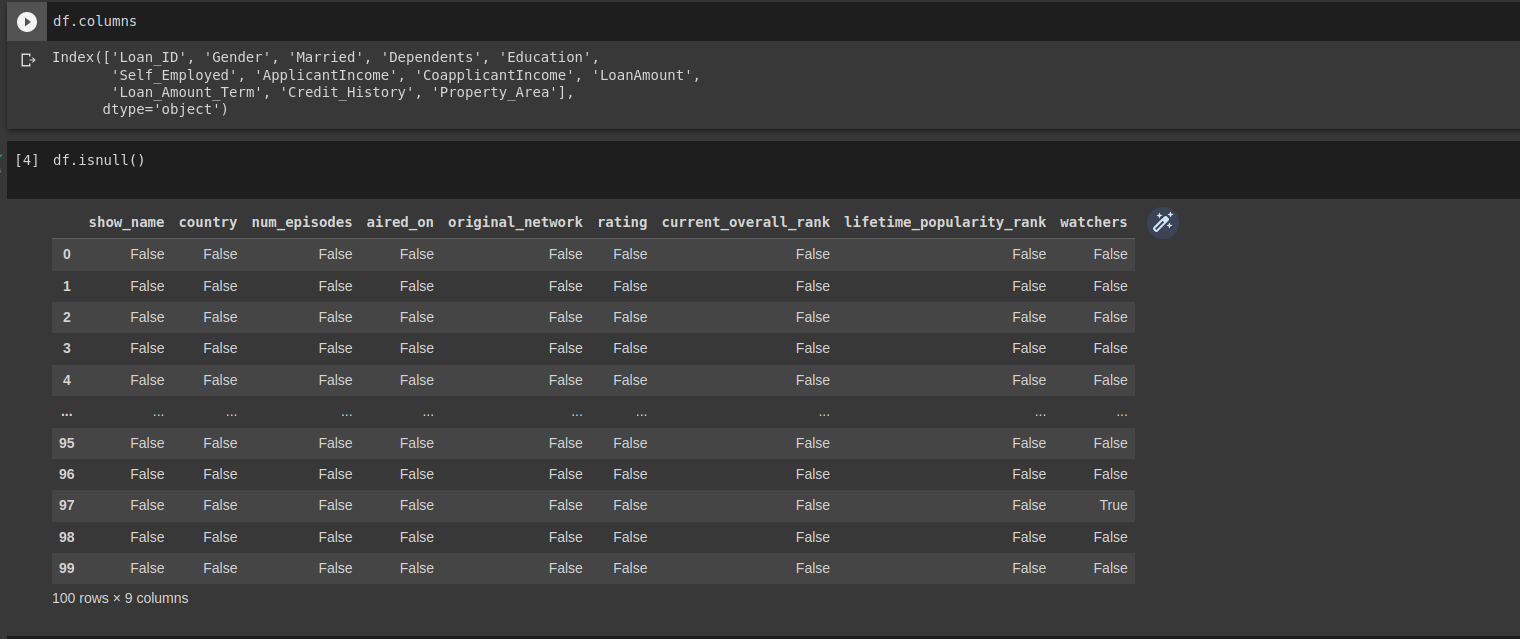 df.columns
Index(['Loan_ID', 'Gender', 'Married', 'Dependents', 'Education',
'Self_Employed', 'ApplicantIncome', 'CoapplicantIncome', 'LoanAmount',
'Loan_Amount_Term', 'Credit_History', 'Property_Area'],
dtype='object')
[4] df.isnull()
show_name country num_episodes aired_on original_network rating current_overall_rank lifetime_popularity_rank watchers
0 False False False False False False False False False
1 False False False False False False False False False
2 False False False False False False False False False
3 False False False False False False False False False
4 False False False False False False False False False
... ... ... ... ... ... ... ... ... ...
95 False False False False False False False False False
96 False False False False False False False False False
97 False False False False False False False False True
98 False False False False False False False False False
99 False False False False False False False False False
100 rows × 9 columns